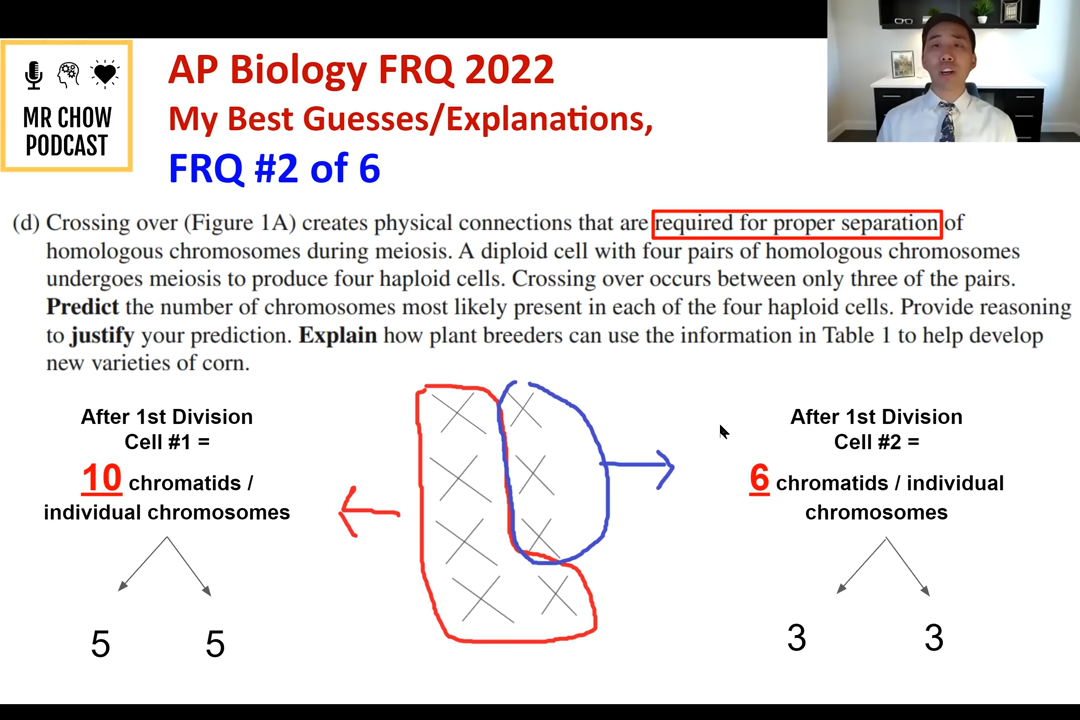 MR CHOW
PODCAST
AP Biology FRQ 2022
My Best Guesses/Explanations,
FRQ #2 of 6
(d) Crossing over (Figure 1A) creates physical connections that are required for proper separation of
homologous chromosomes during meiosis. A diploid cell with four pairs of homologous chromosomes
undergoes meiosis to produce four haploid cells. Crossing over occurs between only three of the pairs.
Predict the number of chromosomes most likely present in each of the four haploid cells. Provide reasoning
to justify your prediction. Explain how plant breeders can use the information in Table 1 to help develop
new varieties of corn.
After 1st Division
Cell #1 =
10 chromatids /
individual chromosomes
5 5
After 1st Division
Cell #2 =
6 chromatids / individual
chromosomes
3 3